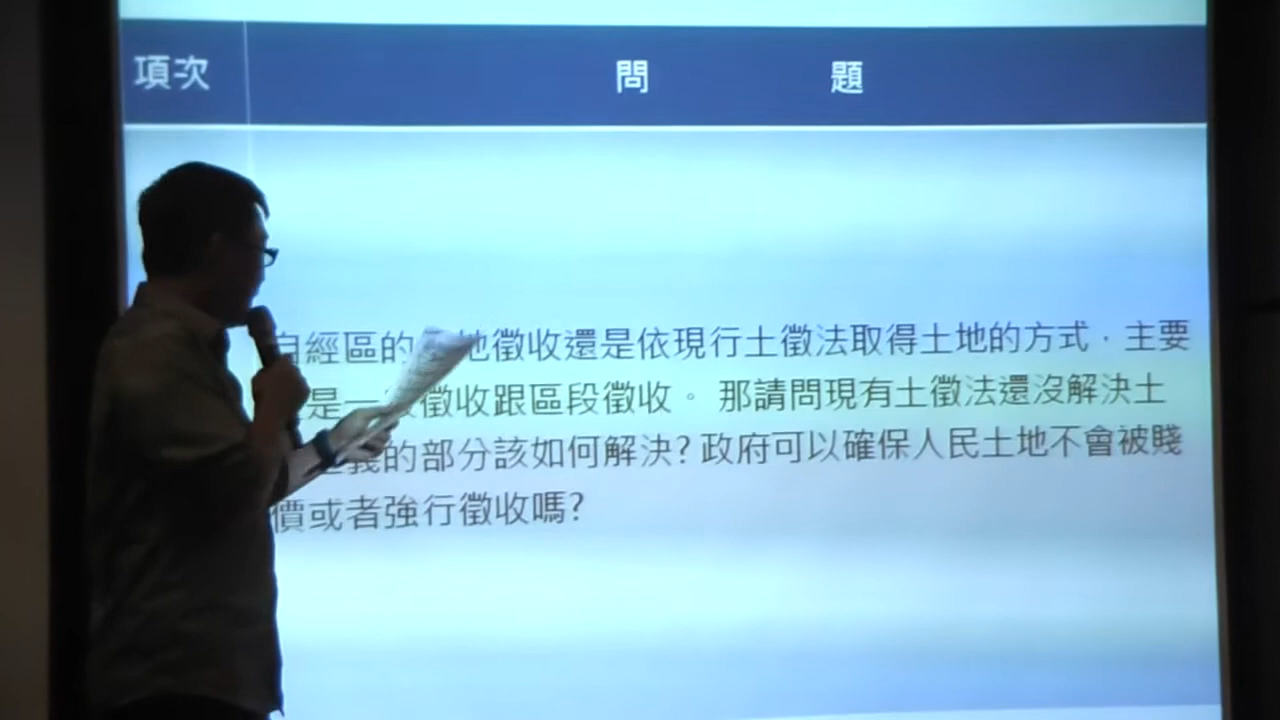 項次 問 題
自經區的 地徵收還是依現行土徵法取得土地的方式，主要
是一 徵收跟區段徵收。 那請問現有土徵法還沒解決土
義的部分該如何解決? 政府可以確保人民土地不會被賤
價或者強行徵收嗎?